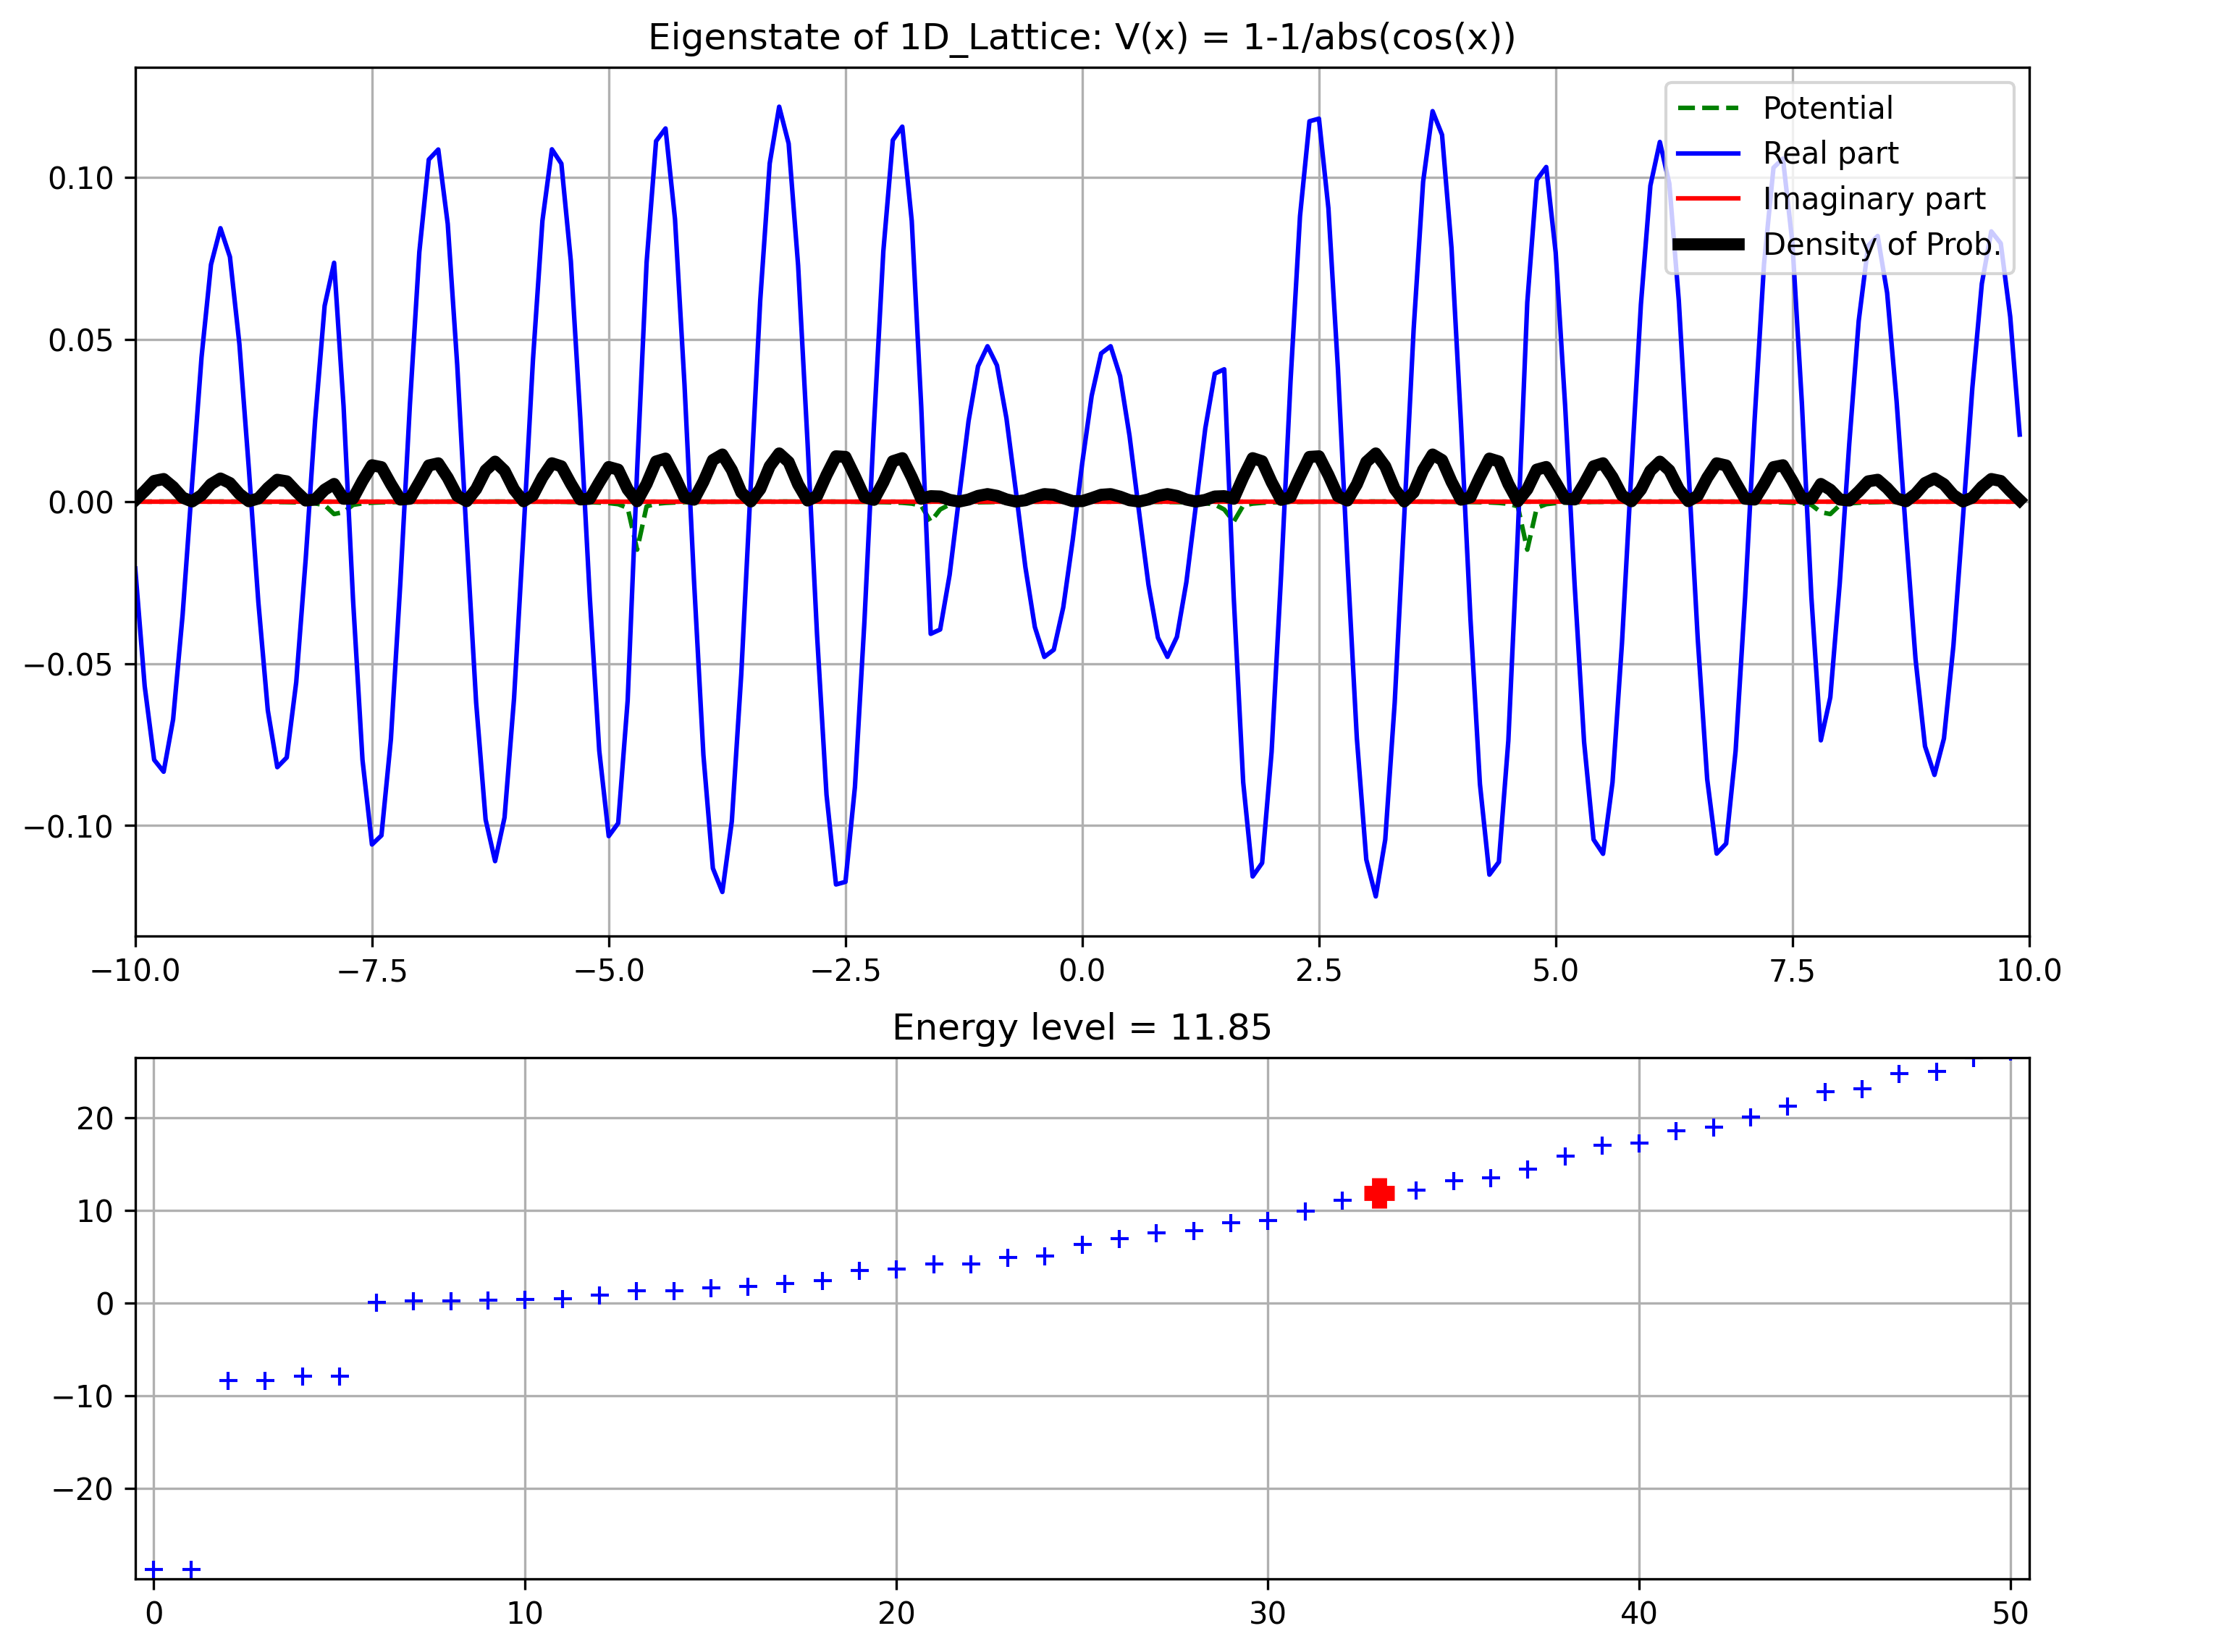 Eigenstate of 1D_Lattice: V(x) = 1-1/abs(cos(x))
Potential
Real part
Imaginary part
Density of Prob.
0.10
0.05
0.00
−0.05
−0.10
−10.0 −7.5 −5.0 −2.5 0.0 2.5 5.0 7.5 10.0
Energy level = 11.85
20
10
0
−10
−20
0 10 20 30 40 50